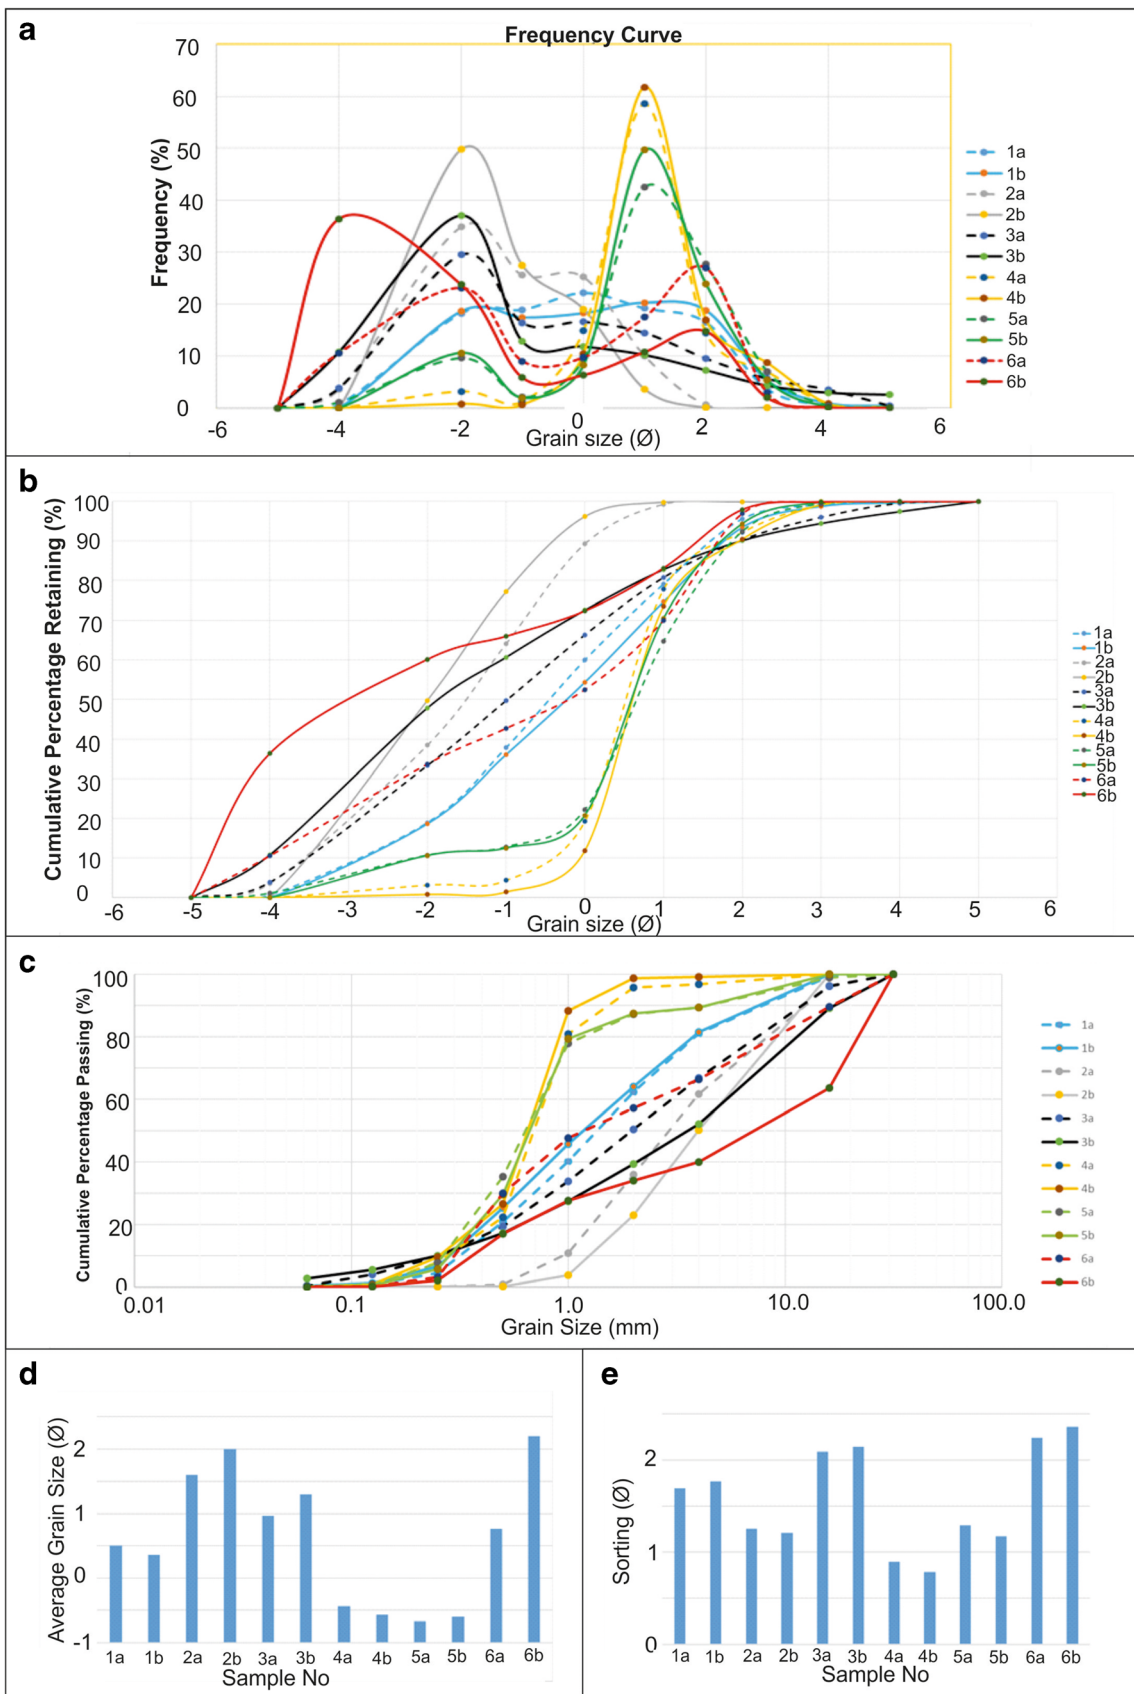 a
Frequency Curve
70
60
50
40
30
20
10
0
Frequency (%)
-6
-4
-2
0
2
4
6
Grain sıze (Ø)
1a
1b
2a
2b
3a
3b
4a
4b
5a
5b
6a
6b
b
100
90
80
70
60
50
40
30
20
10
0
Cumulative Percentage Retaining (%)
-6
-5
-4
-3
-2
-1
0
1
2
3
4
5
6
Grain size (Ø)
1a
1b
2a
2b
3a
3b
4a
4b
5a
5b
6a
6b
c
100
80
60
40
20
0
Cumulative Percentage Passing (%)
0.01
0.1
1.0
10.0
100.0
Grain Size (mm)
1a
1b
2a
2b
3a
3b
4a
4b
5a
5b
6a
6b
d
2
1
0
-1
Average Grain Size (Ø)
1a 1b 2a 2b 3a 3b 4a 4b 5a 5b 6a 6b
Sample No
e
2
1
0
Sorting (Ø)
1a 1b 2a 2b 3a 3b 4a 4b 5a 5b 6a 6b
Sample No